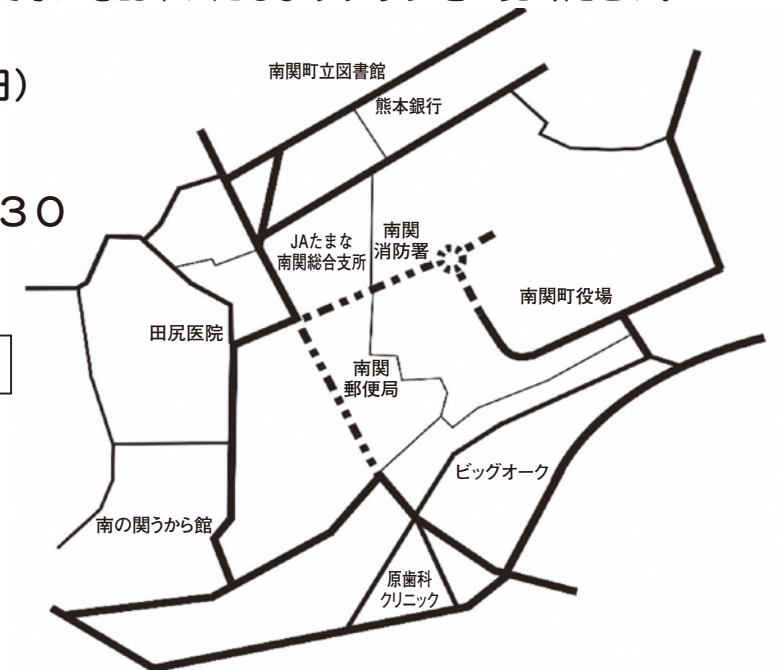 日）
３０
南関町立図書館
熊本銀行
JAたまな
南関総合支所
南関
消防署
南関町役場
田尻医院
南関
郵便局
ビッグオーク
南の関うから館
原歯科
クリニック